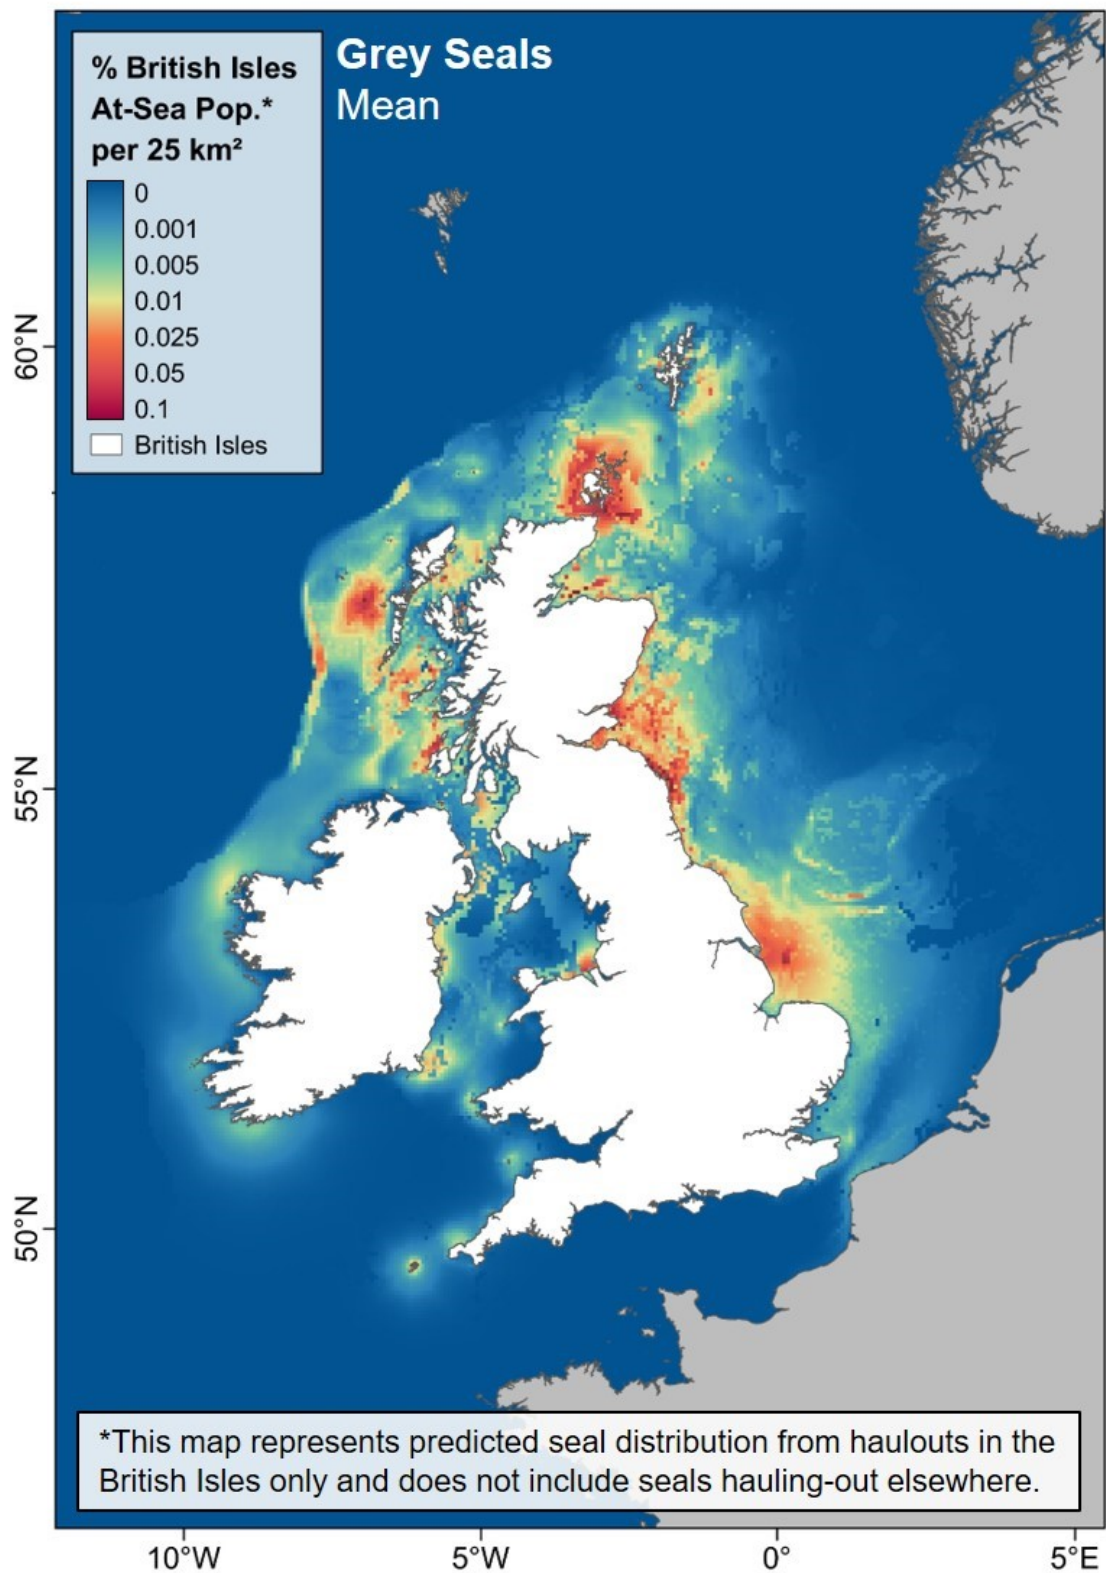 % British Isles
At-Sea Pop.*
per 25 km²
0
0.001
0.005
0.01
0.025
0.05
0.1
British Isles
Grey Seals
Mean
60°N
55°N
50°N
*This map represents predicted seal distribution from haulouts in the
British Isles only and does not include seals hauling-out elsewhere.
10°W
5°W
0°
5°E